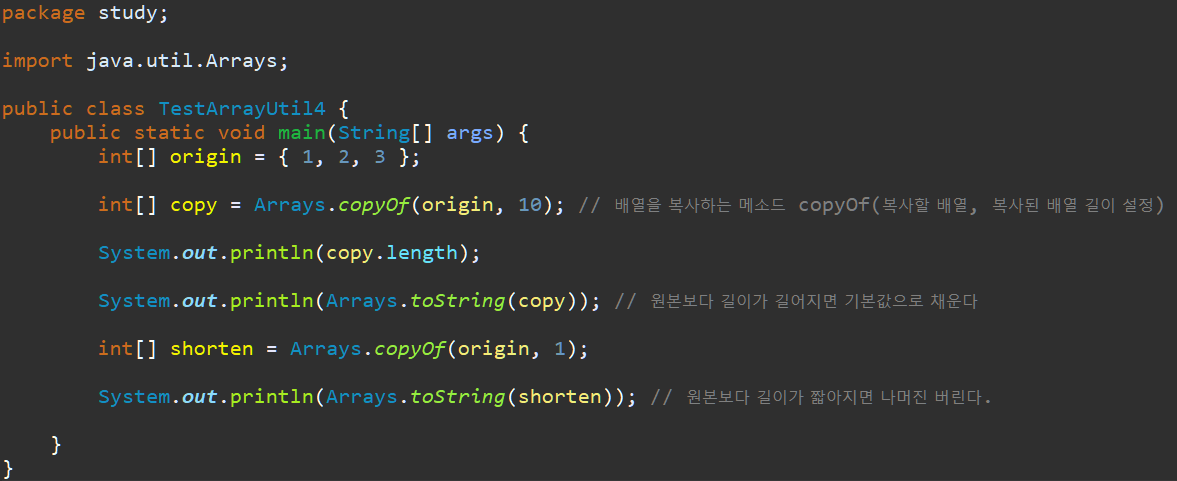 package study;
import java.util.Arrays;
public class TestArrayUtil4 {
public static void main(String[] args) {
int[] origin = { 1, 2, 3 };
int[] copy = Arrays.copyOf(origin, 10); // 배열을 복사하는 메소드 copyOf(복사할 배열, 복사된 배열 길이 설정)
System.out.println(copy.length);
System.out.println(Arrays.toString(copy)); // 원본보다 길이가 길어지면 기본값으로 채운다
int[] shorten = Arrays.copyOf(origin, 1);
System.out.println(Arrays.toString(shorten)); // 원본보다 길이가 짧아지면 나머진 버린다.
}
}